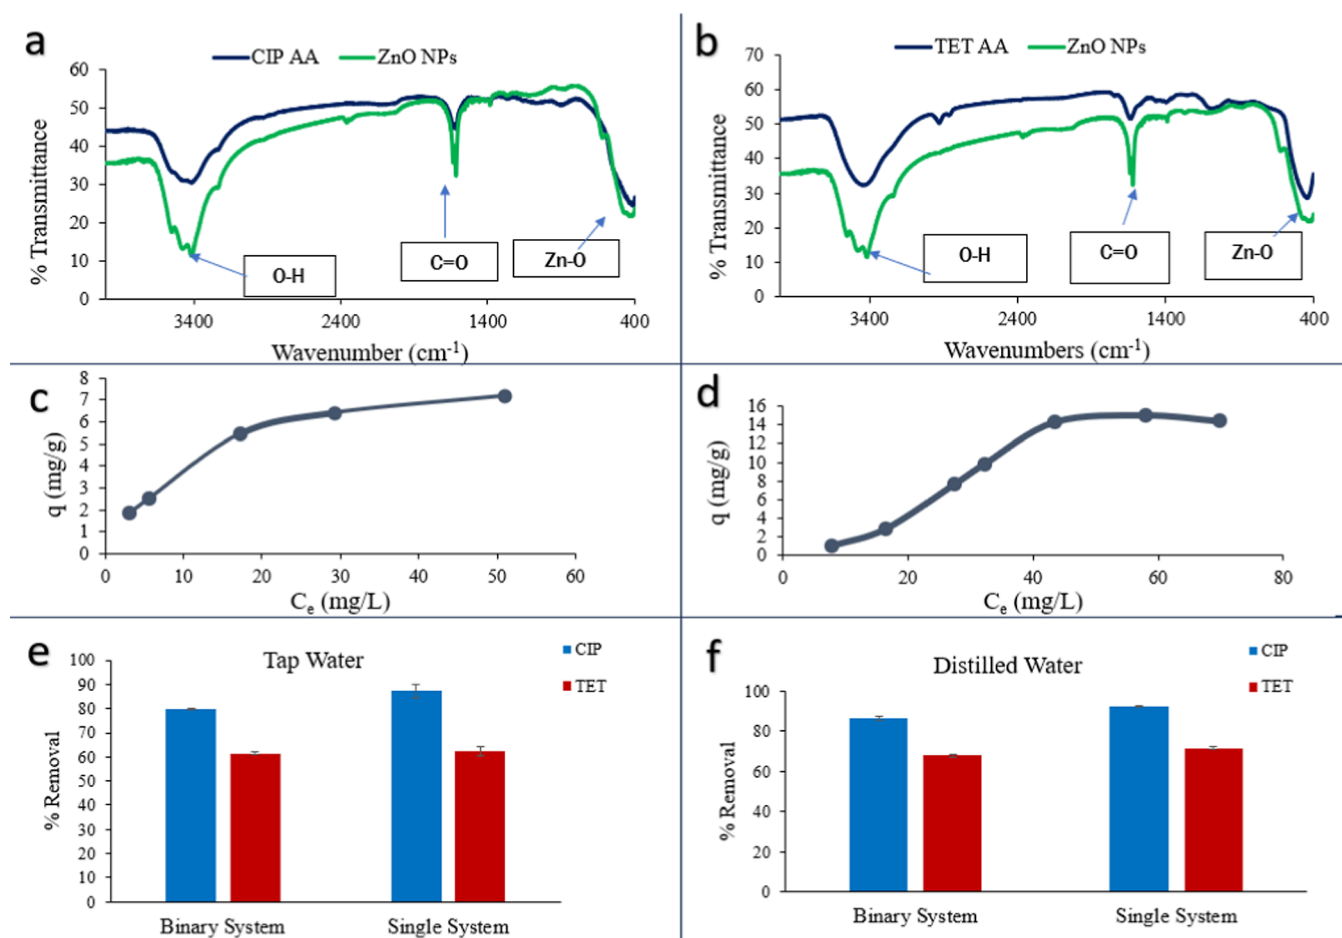 a
CIP AA ZnO NPs
60
50
40
30
20
10
0
% Transmittance
O-H
C=O
Zn-O
3400 2400 1400 400
Wavenumber (cm-1)
b
TET AA ZnO NPs
70
60
50
40
30
20
10
0
% Transmittance
O-H
C=O
Zn-O
3400 2400 1400 400
Wavenumbers (cm-1)
c
8
7
6
5
4
3
2
1
0
q (mg/g)
0 10 20 30 40 50 60
Ce (mg/L)
d
16
14
12
10
8
6
4
2
0
q (mg/g)
0 20 40 60 80
Ce (mg/L)
e
Tap Water
CIP
TET
100
90
80
70
60
50
40
30
20
10
0
% Removal
Binary System Single System
f
Distilled Water
CIP
TET
100
80
60
40
20
0
% Removal
Binary System Single System